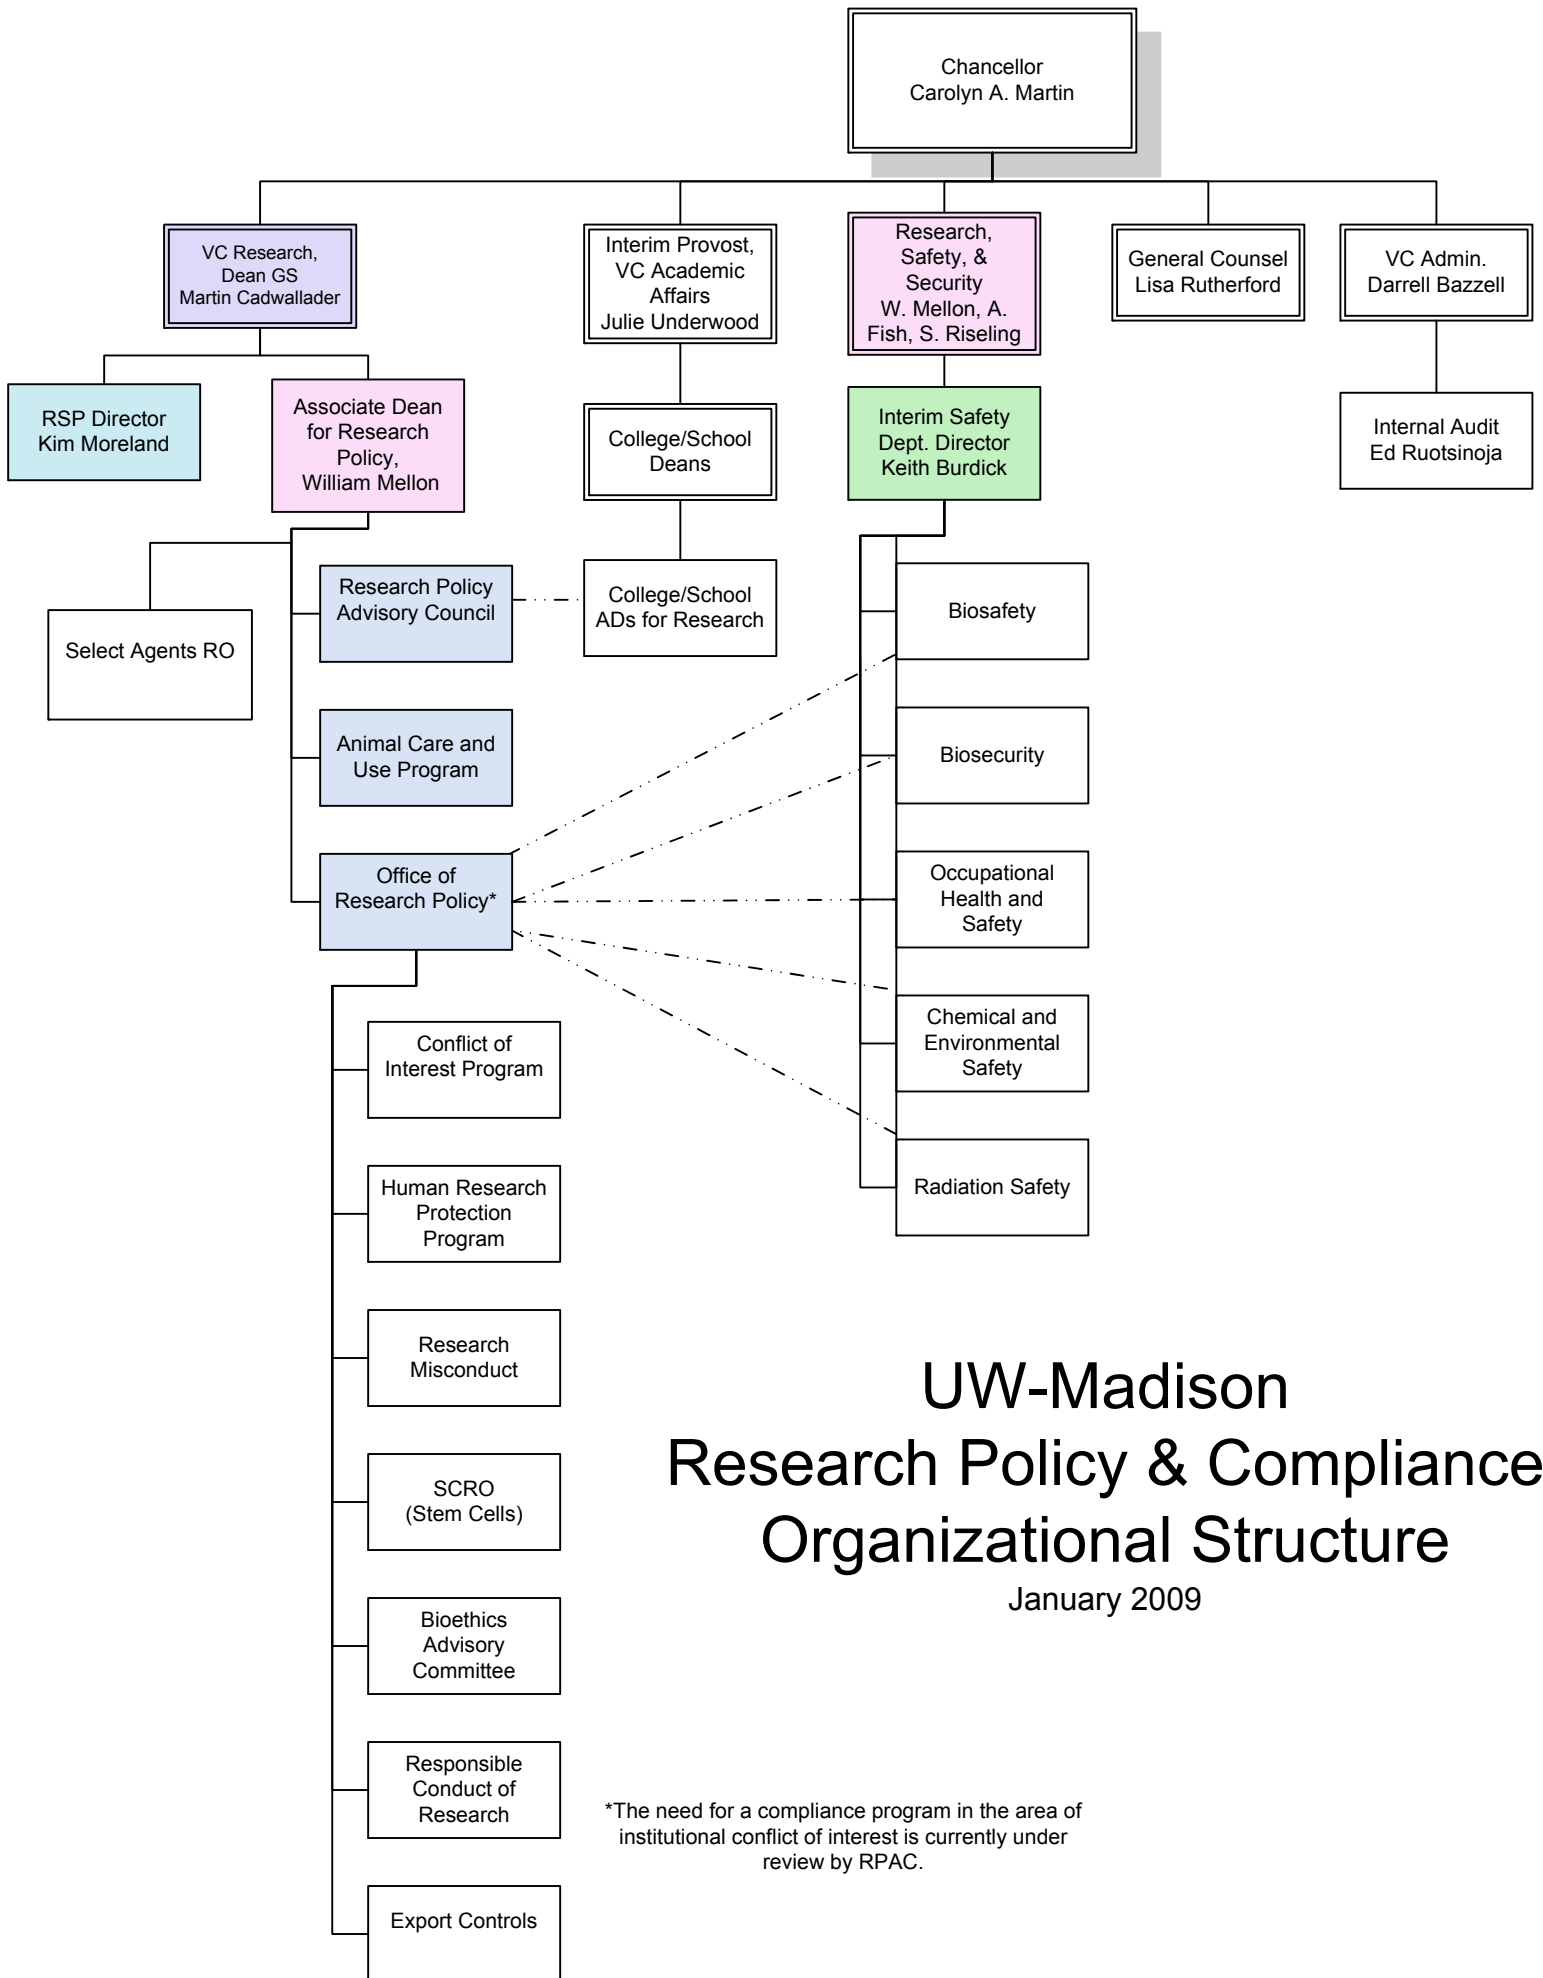 Chancellor
Carolyn A. Martin
VC Research,
Dean GS
Martin Cadwallader
Interim Provost,
VC Academic
Affairs
Julie Underwood
Research,
Safety, &
Security
W. Mellon, A.
Fish, S. Riseling
General Counsel
Lisa Rutherford
VC Admin.
Darrell Bazzell
RSP Director
Kim Moreland
Associate Dean
for Research
Policy,
William Mellon
College/School
Deans
Interim Safety
Dept. Director
Keith Burdick
Internal Audit
Ed Ruotsinoja
Select Agents RO
Research Policy
Advisory Council
College/School
ADs for Research
Biosafety
Animal Care and
Use Program
Biosecurity
Office of
Research Policy*
Occupational
Health and
Safety
Chemical and
Environmental
Safety
Radiation Safety
Conflict of
Interest Program
Human Research
Protection
Program
Research
Misconduct
SCRO
(Stem Cells)
Bioethics
Advisory
Committee
Responsible
Conduct of
Research
Export Controls
UW-Madison
Research Policy & Compliance
Organizational Structure
January 2009
*The need for a compliance program in the area of
institutional conflict of interest is currently under
review by RPAC.